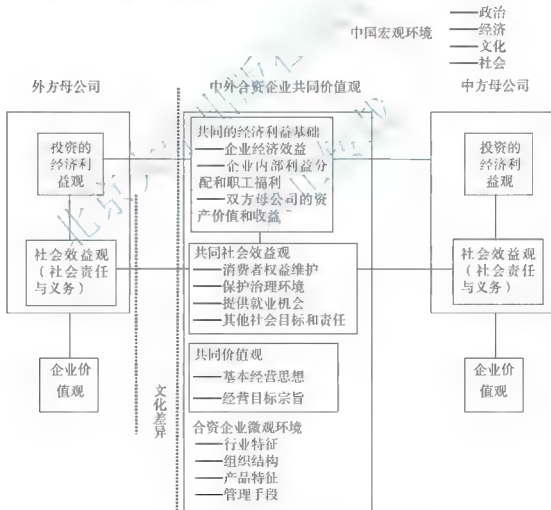 中国宏观环境
——政治
——经济
——文化
——社会
外方母公司
中外合资企业共同价值观
中方母公司
投资的
经济利
益观
社会效益观
（社会责任
与义务）
企业价
值观
文化差异
共同的经济利益基础
——企业经济效益
——企业内部利益分
配和职工福利
——双方母公司的资
产价值和收益
共同社会效益观
——消费者权益维护
——保护治理环境
——提供就业机会
——其他社会目标和责任
共同价值观
——基本经营思想
——经营目标宗旨
合资企业微观环境
——行业特征
——组织结构
——产品特征
——管理手段
投资的
经济利
益观
社会效益观
（社会责任
与义务）
企业价
值观